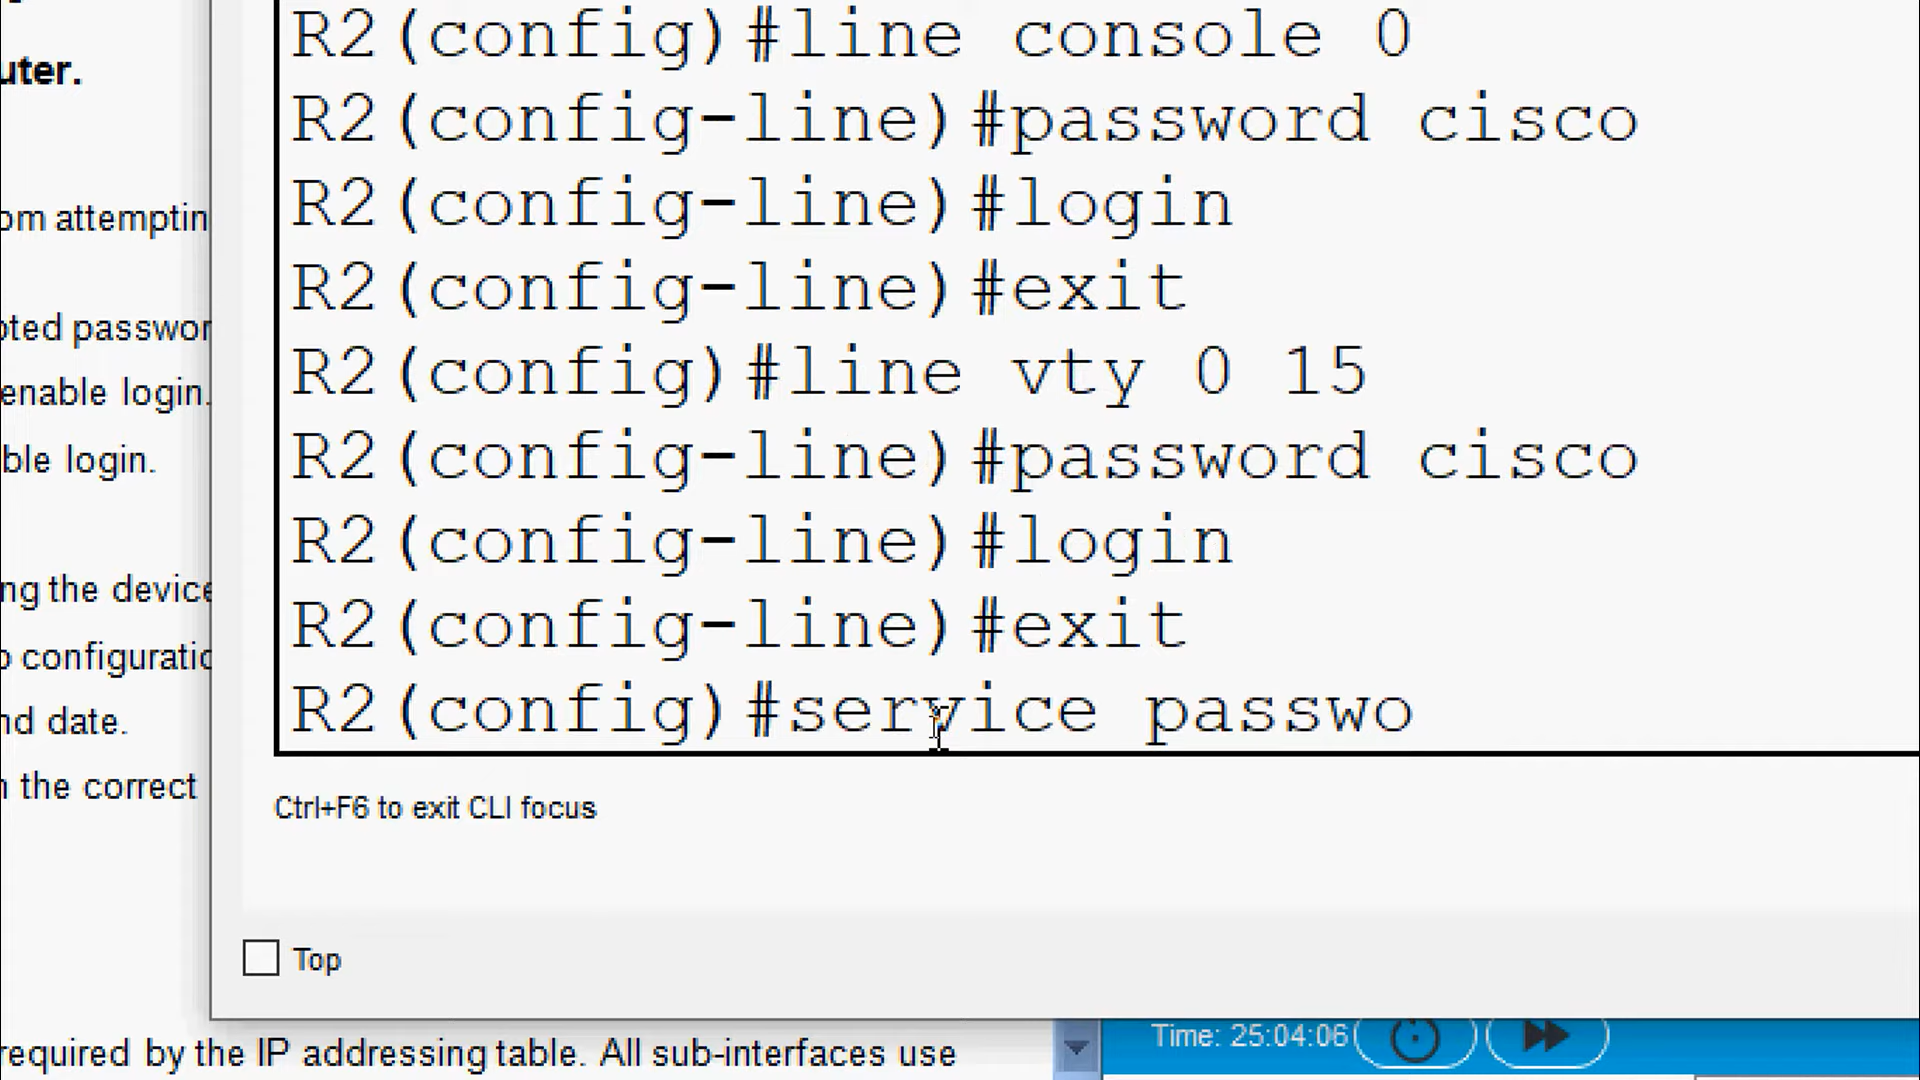 R2(config)#line console 0
uter.
R2(config-line)#password cisco
R2(config-line)#login
om attemptin
R2(config-line)#exit
oted passwor
R2(config)#line vty 0 15
enable login.
R2(config-line)#password cisco
ble login.
R2(config-line)#login
ng the device
R2(config-line)#exit
o configuratio
R2(config)#service passwo
nd date.
n the correct
Ctrl+F6 to exit CLI focus
Top
required by the IP addressing table. All sub-interfaces use
Time: 25:04:06